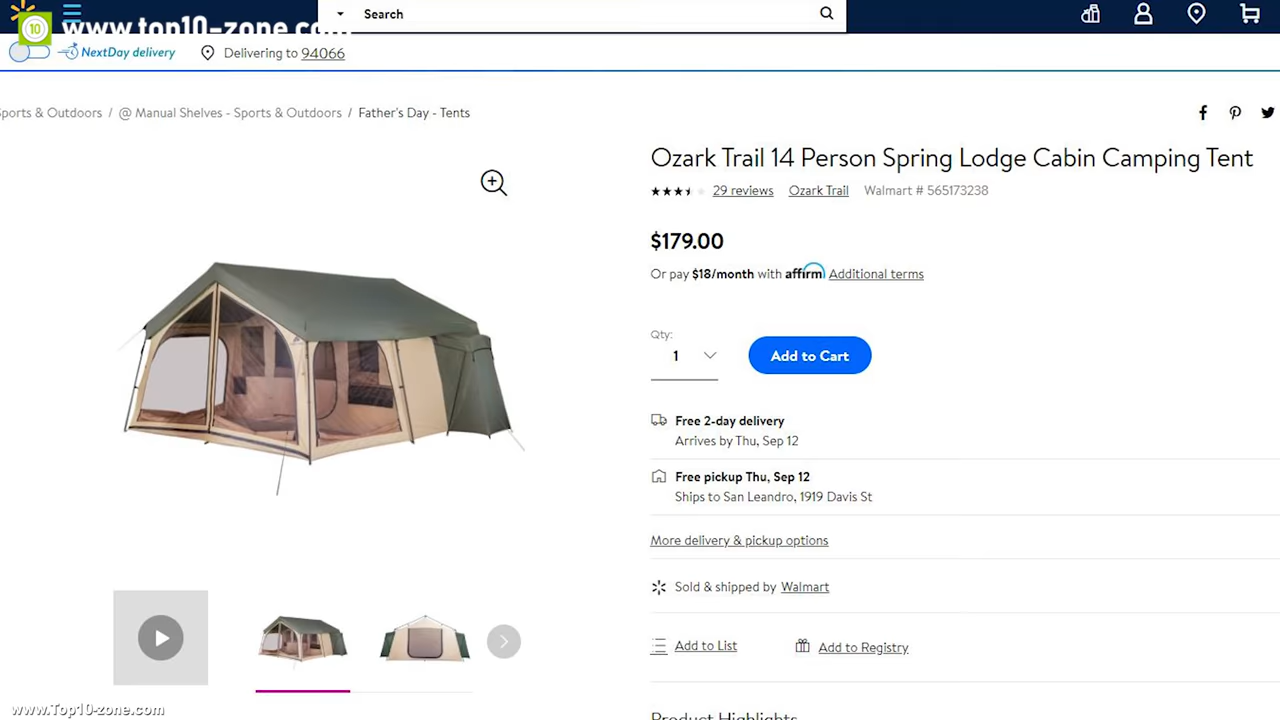 Search
www.top10-zone.com
10
NextDay delivery
Delivering to 94066
Sports & Outdoors / @ Manual Shelves - Sports & Outdoors / Father's Day - Tents
Ozark Trail 14 Person Spring Lodge Cabin Camping Tent
29 reviews Ozark Trail Walmart # 565173238
$179.00
Or pay $18/month with affirm Additional terms
Qty:
1
Add to Cart
Free 2-day delivery
Arrives by Thu, Sep 12
Free pickup Thu, Sep 12
Ships to San Leandro, 1919 Davis St
More delivery & pickup options
Sold & shipped by Walmart
Add to List
Add to Registry
Product Highlights
www.Top10-zone.com